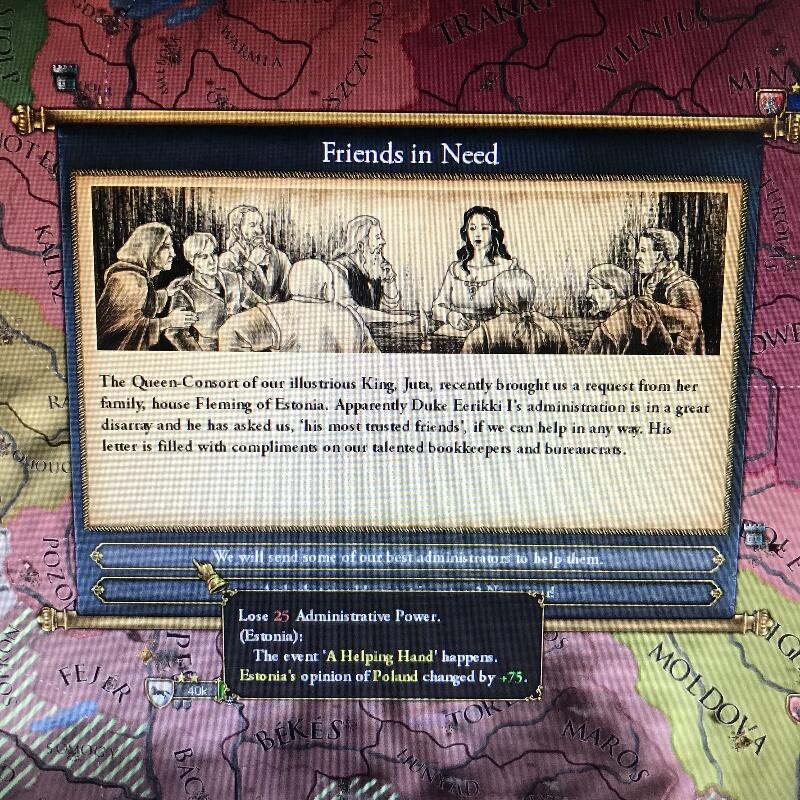 TRAKAI
VILNIUS
WARMIA
MIN
KALISZ
Friends in Need
The Queen-Consort of our illustrious King, Juta, recently brought us a request from her
family, house Fleming of Estonia. Apparently Duke Eerikki I's administration is in a great
disarray and he has asked us, 'his most trusted friends', if we can help in any way. His
letter is filled with compliments on our talented bookkeepers and bureaucrats.
We will send some of our best administrators to help them.
Lose 25 Administrative Power.
(Estonia):
The event 'A Helping Hand' happens.
Estonia's opinion of Poland changed by +75.
POZO
FEJER
40k
BÉKÉS
MAROS
MOLDOVA